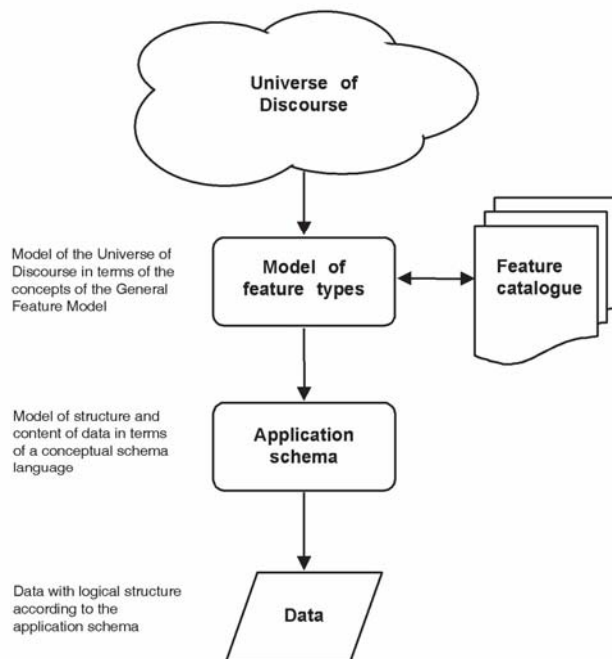 Universe of
Discourse
Model of the Universe of
Discourse in terms of the
concepts of the General
Feature Model
Model of
feature types
Feature
catalogue
Model of structure and
content of data in terms
of a conceptual schema
language
Application
schema
Data with logical structure
according to the
application schema
Data